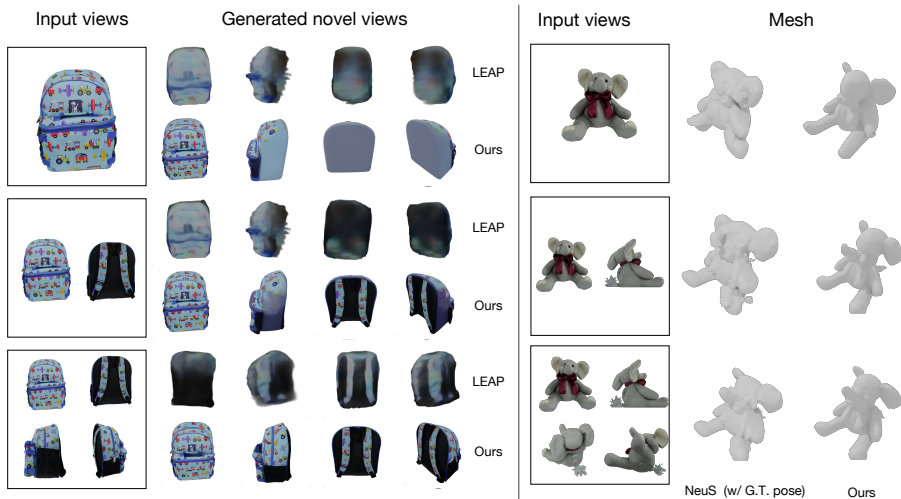 Input views
Generated novel views
LEAP
Ours
LEAP
Ours
LEAP
Ours
Input views
Mesh
NeuS (w/ G.T. pose)
Ours